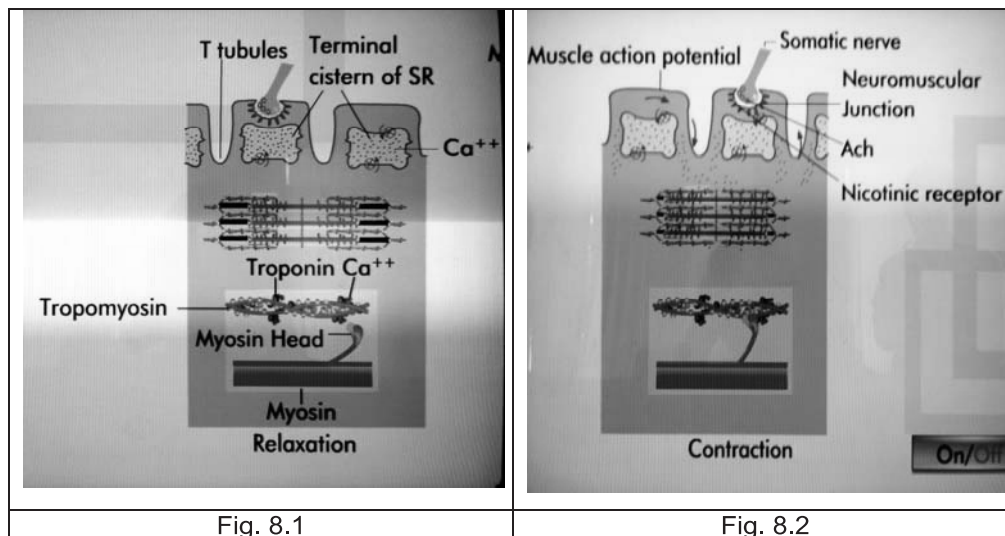 T tubules
Terminal
cistern of SR
Ca++
Troponin Ca++
Tropomyosin
Myosin Head
Myosin
Relaxation
Muscle action potential
Somatic nerve
Neuromuscular
Junction
Ach
Nicotinic receptor
Contraction
On/Off
Fig. 8.1
Fig. 8.2